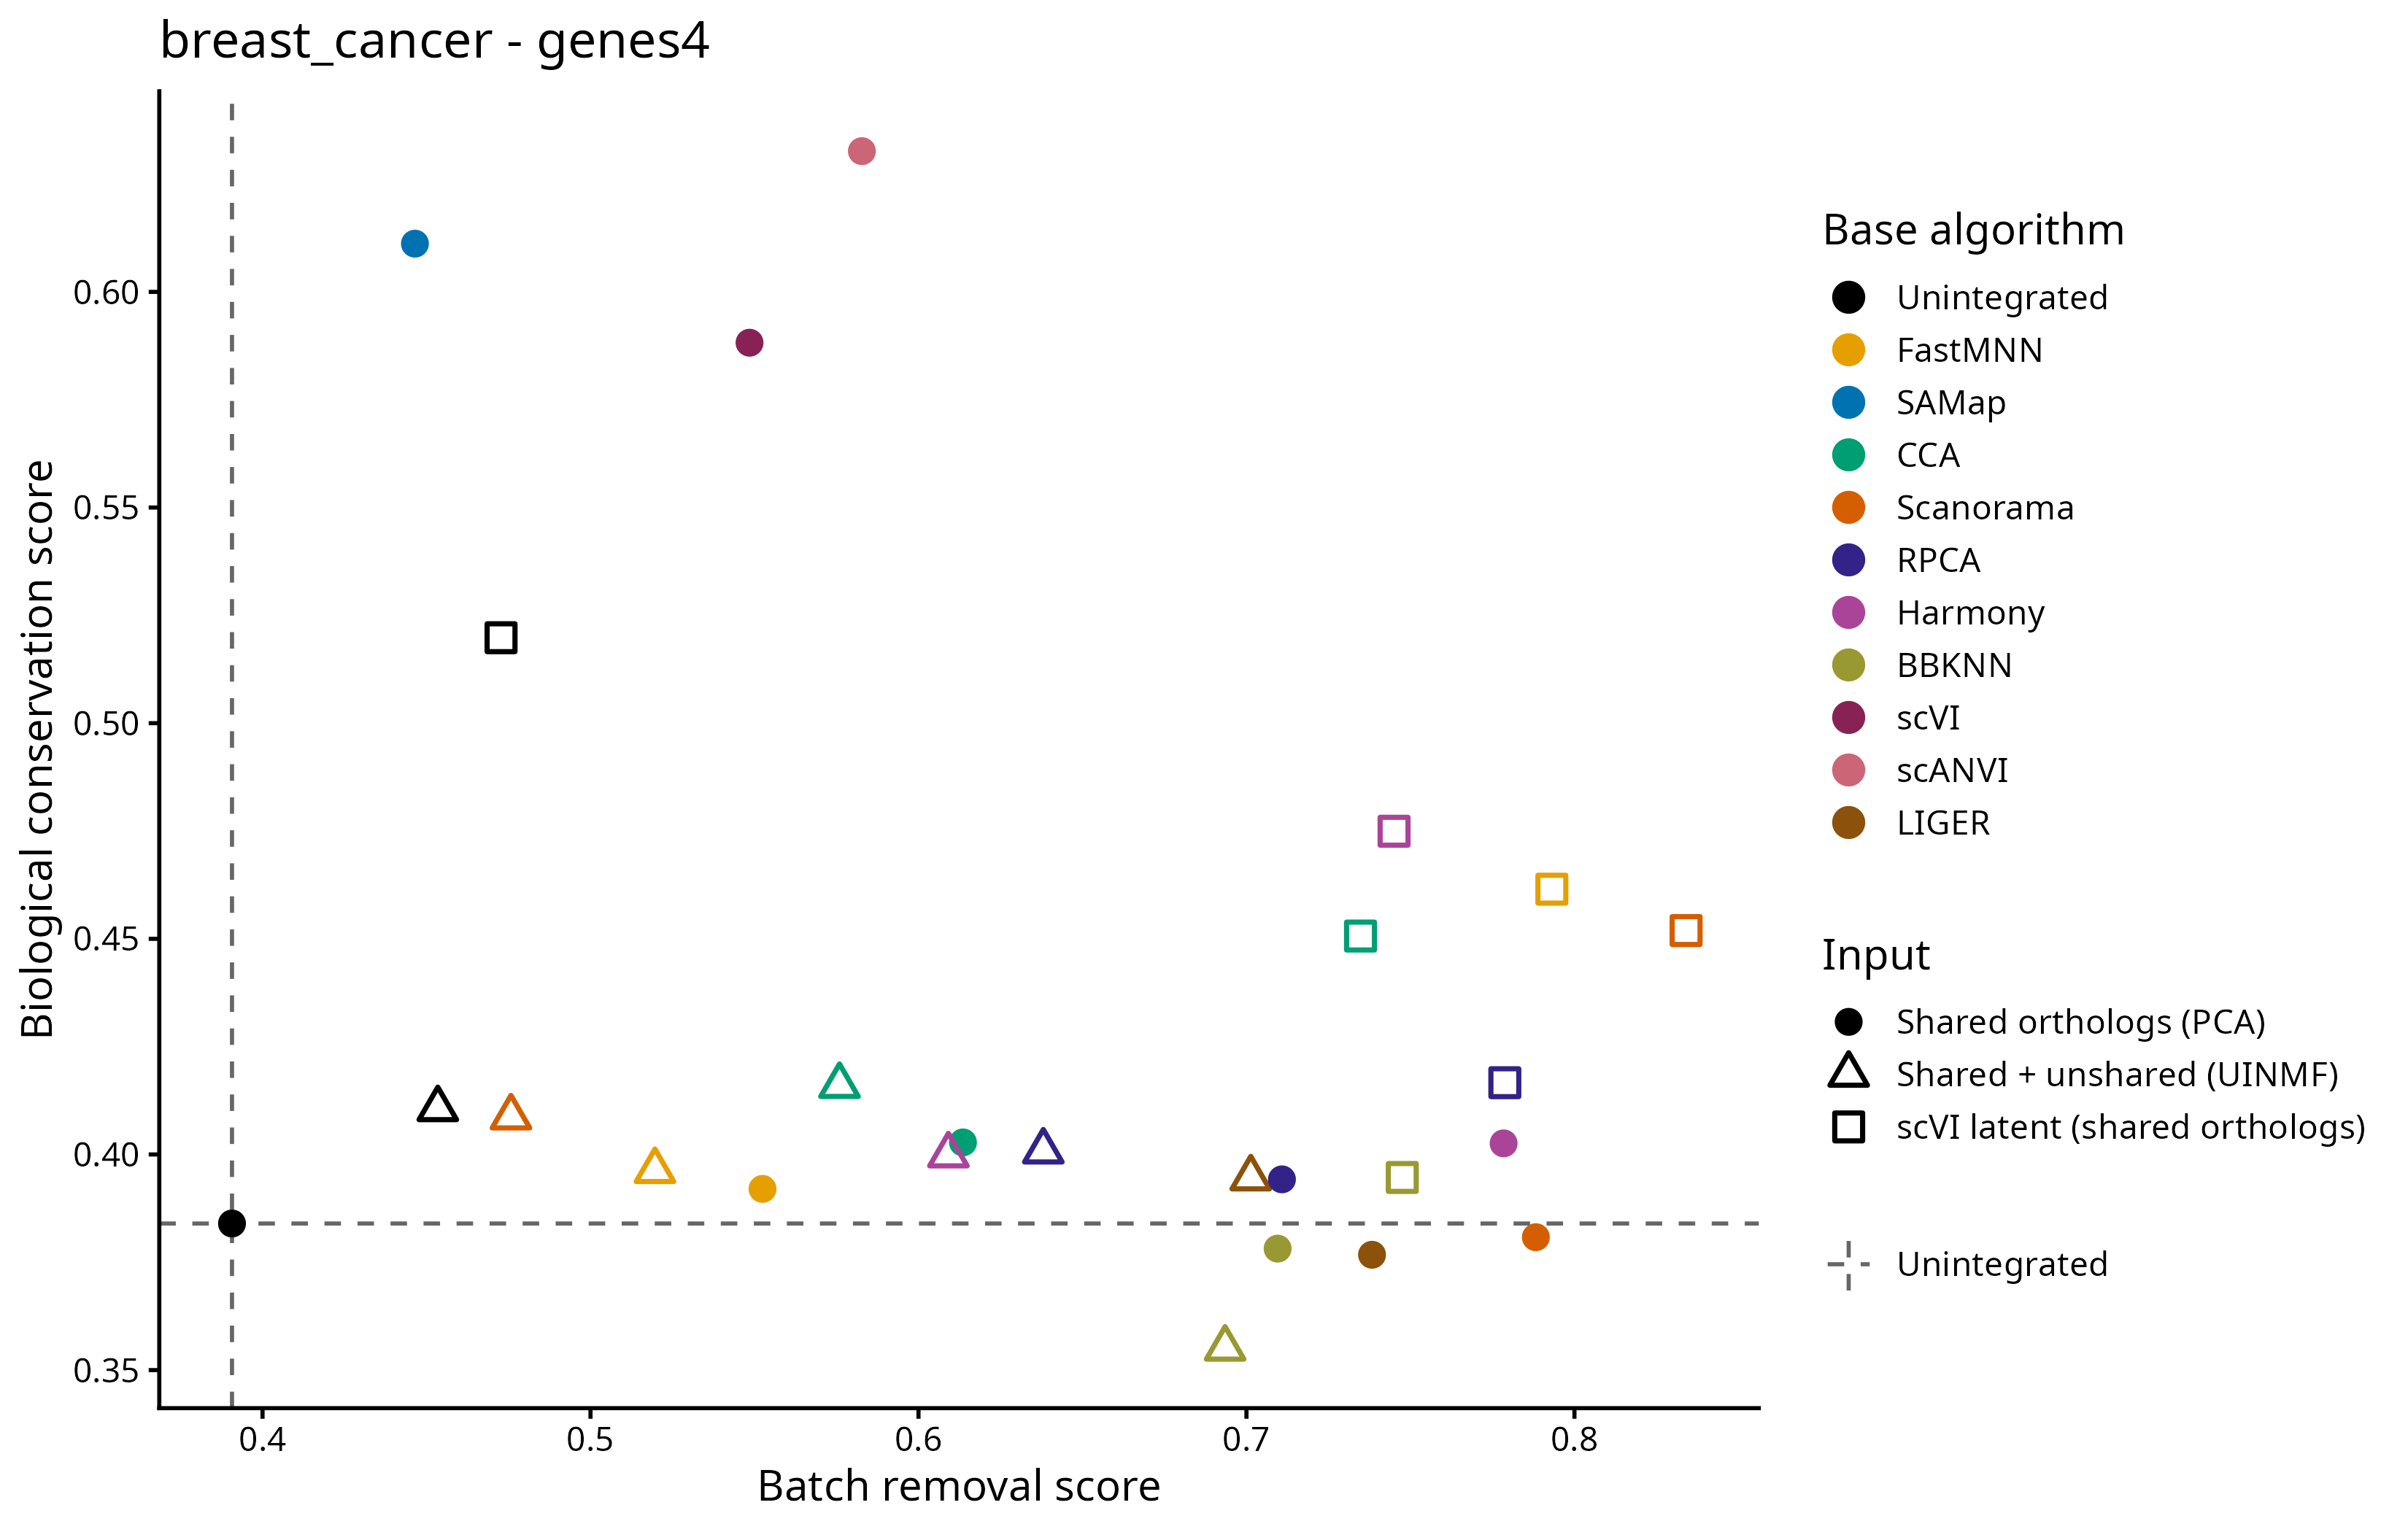 breast_cancer - genes4
Biological conservation score
0.60
0.55
0.50
0.45
0.40
0.35
0.4
0.5
0.6
0.7
0.8
Batch removal score
Base algorithm
Unintegrated
FastMNN
SAMap
CCA
Scanorama
RPCA
Harmony
BBKNN
scVI
scANVI
LIGER
Input
Shared orthologs (PCA)
Shared + unshared (UINMF)
scVI latent (shared orthologs)
Unintegrated